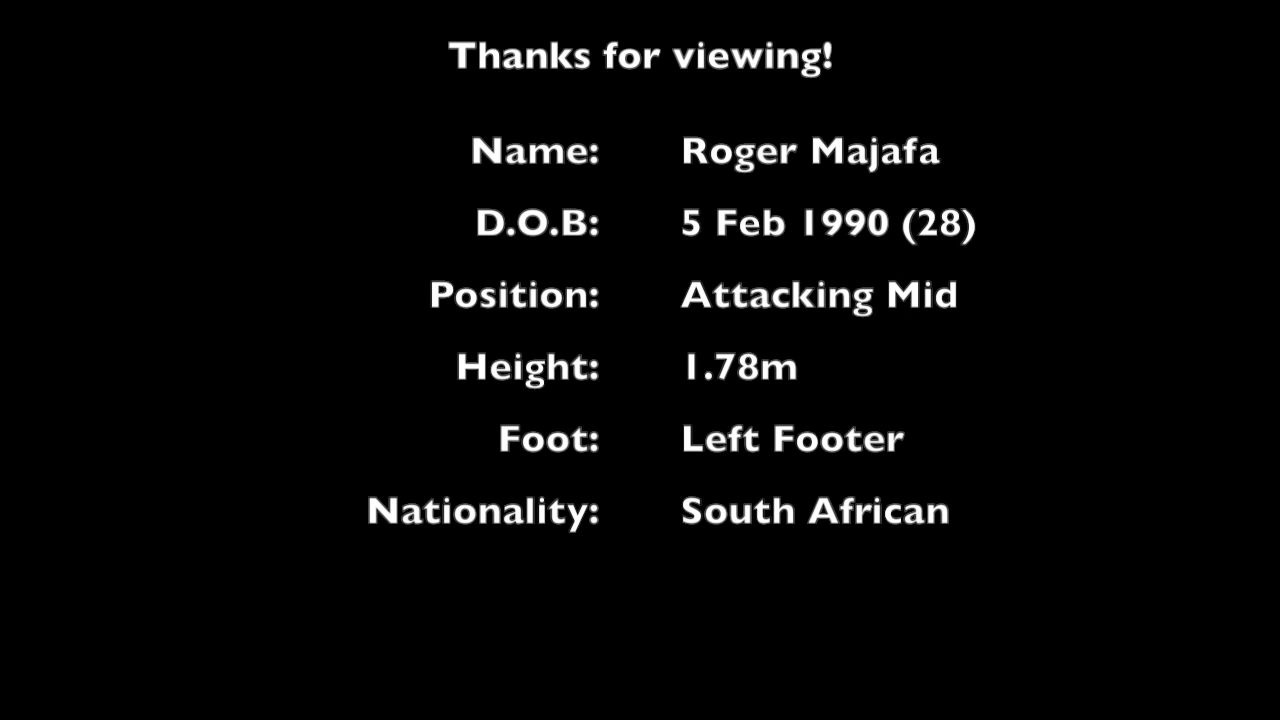 Thanks for viewing!
Name: Roger Majafa
D.O.B: 5 Feb 1990 (28)
Position: Attacking Mid
Height: 1.78m
Foot: Left Footer
Nationality: South African